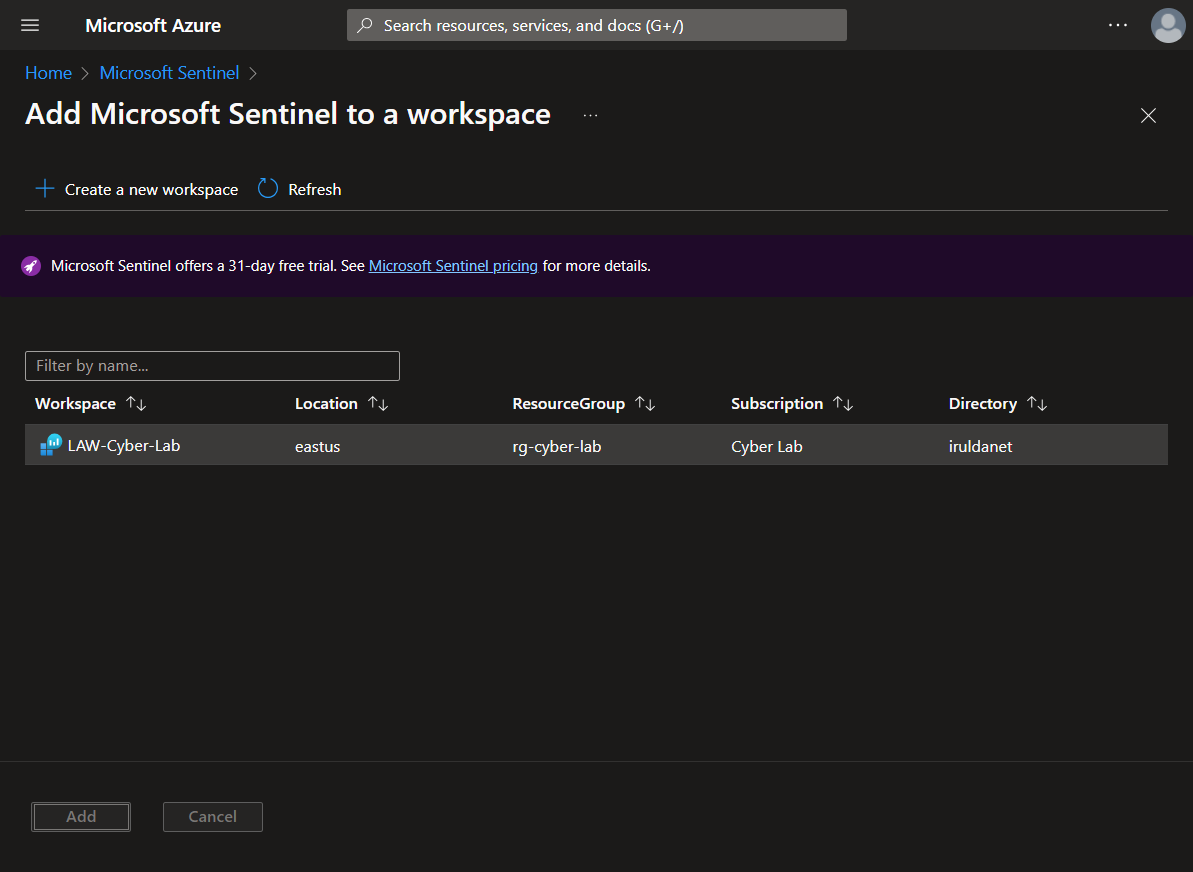 Microsoft Azure
Search resources, services, and docs (G+/)
Home > Microsoft Sentinel >
Add Microsoft Sentinel to a workspace
Create a new workspace Refresh
Microsoft Sentinel offers a 31-day free trial. See Microsoft Sentinel pricing for more details.
Filter by name...
Workspace Location ResourceGroup Subscription Directory
LAW-Cyber-Lab eastus rg-cyber-lab Cyber Lab iruldanet
Add Cancel